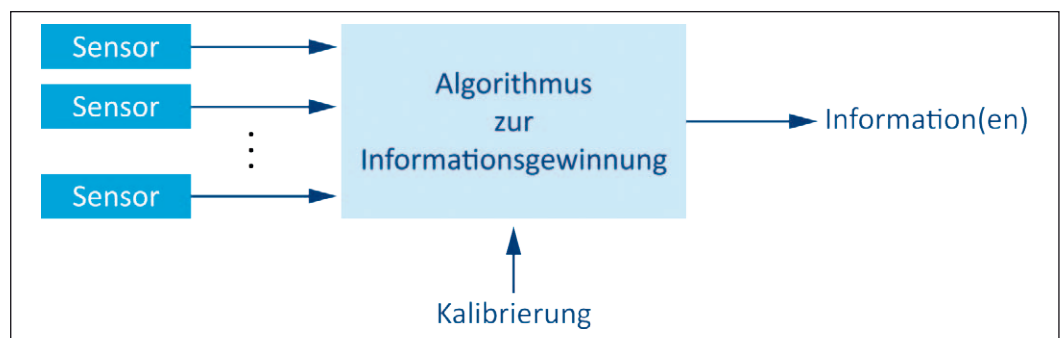 Sensor
Sensor
Sensor
Algorithmus
zur
Informationsgewinnung
Information(en)
Kalibrierung